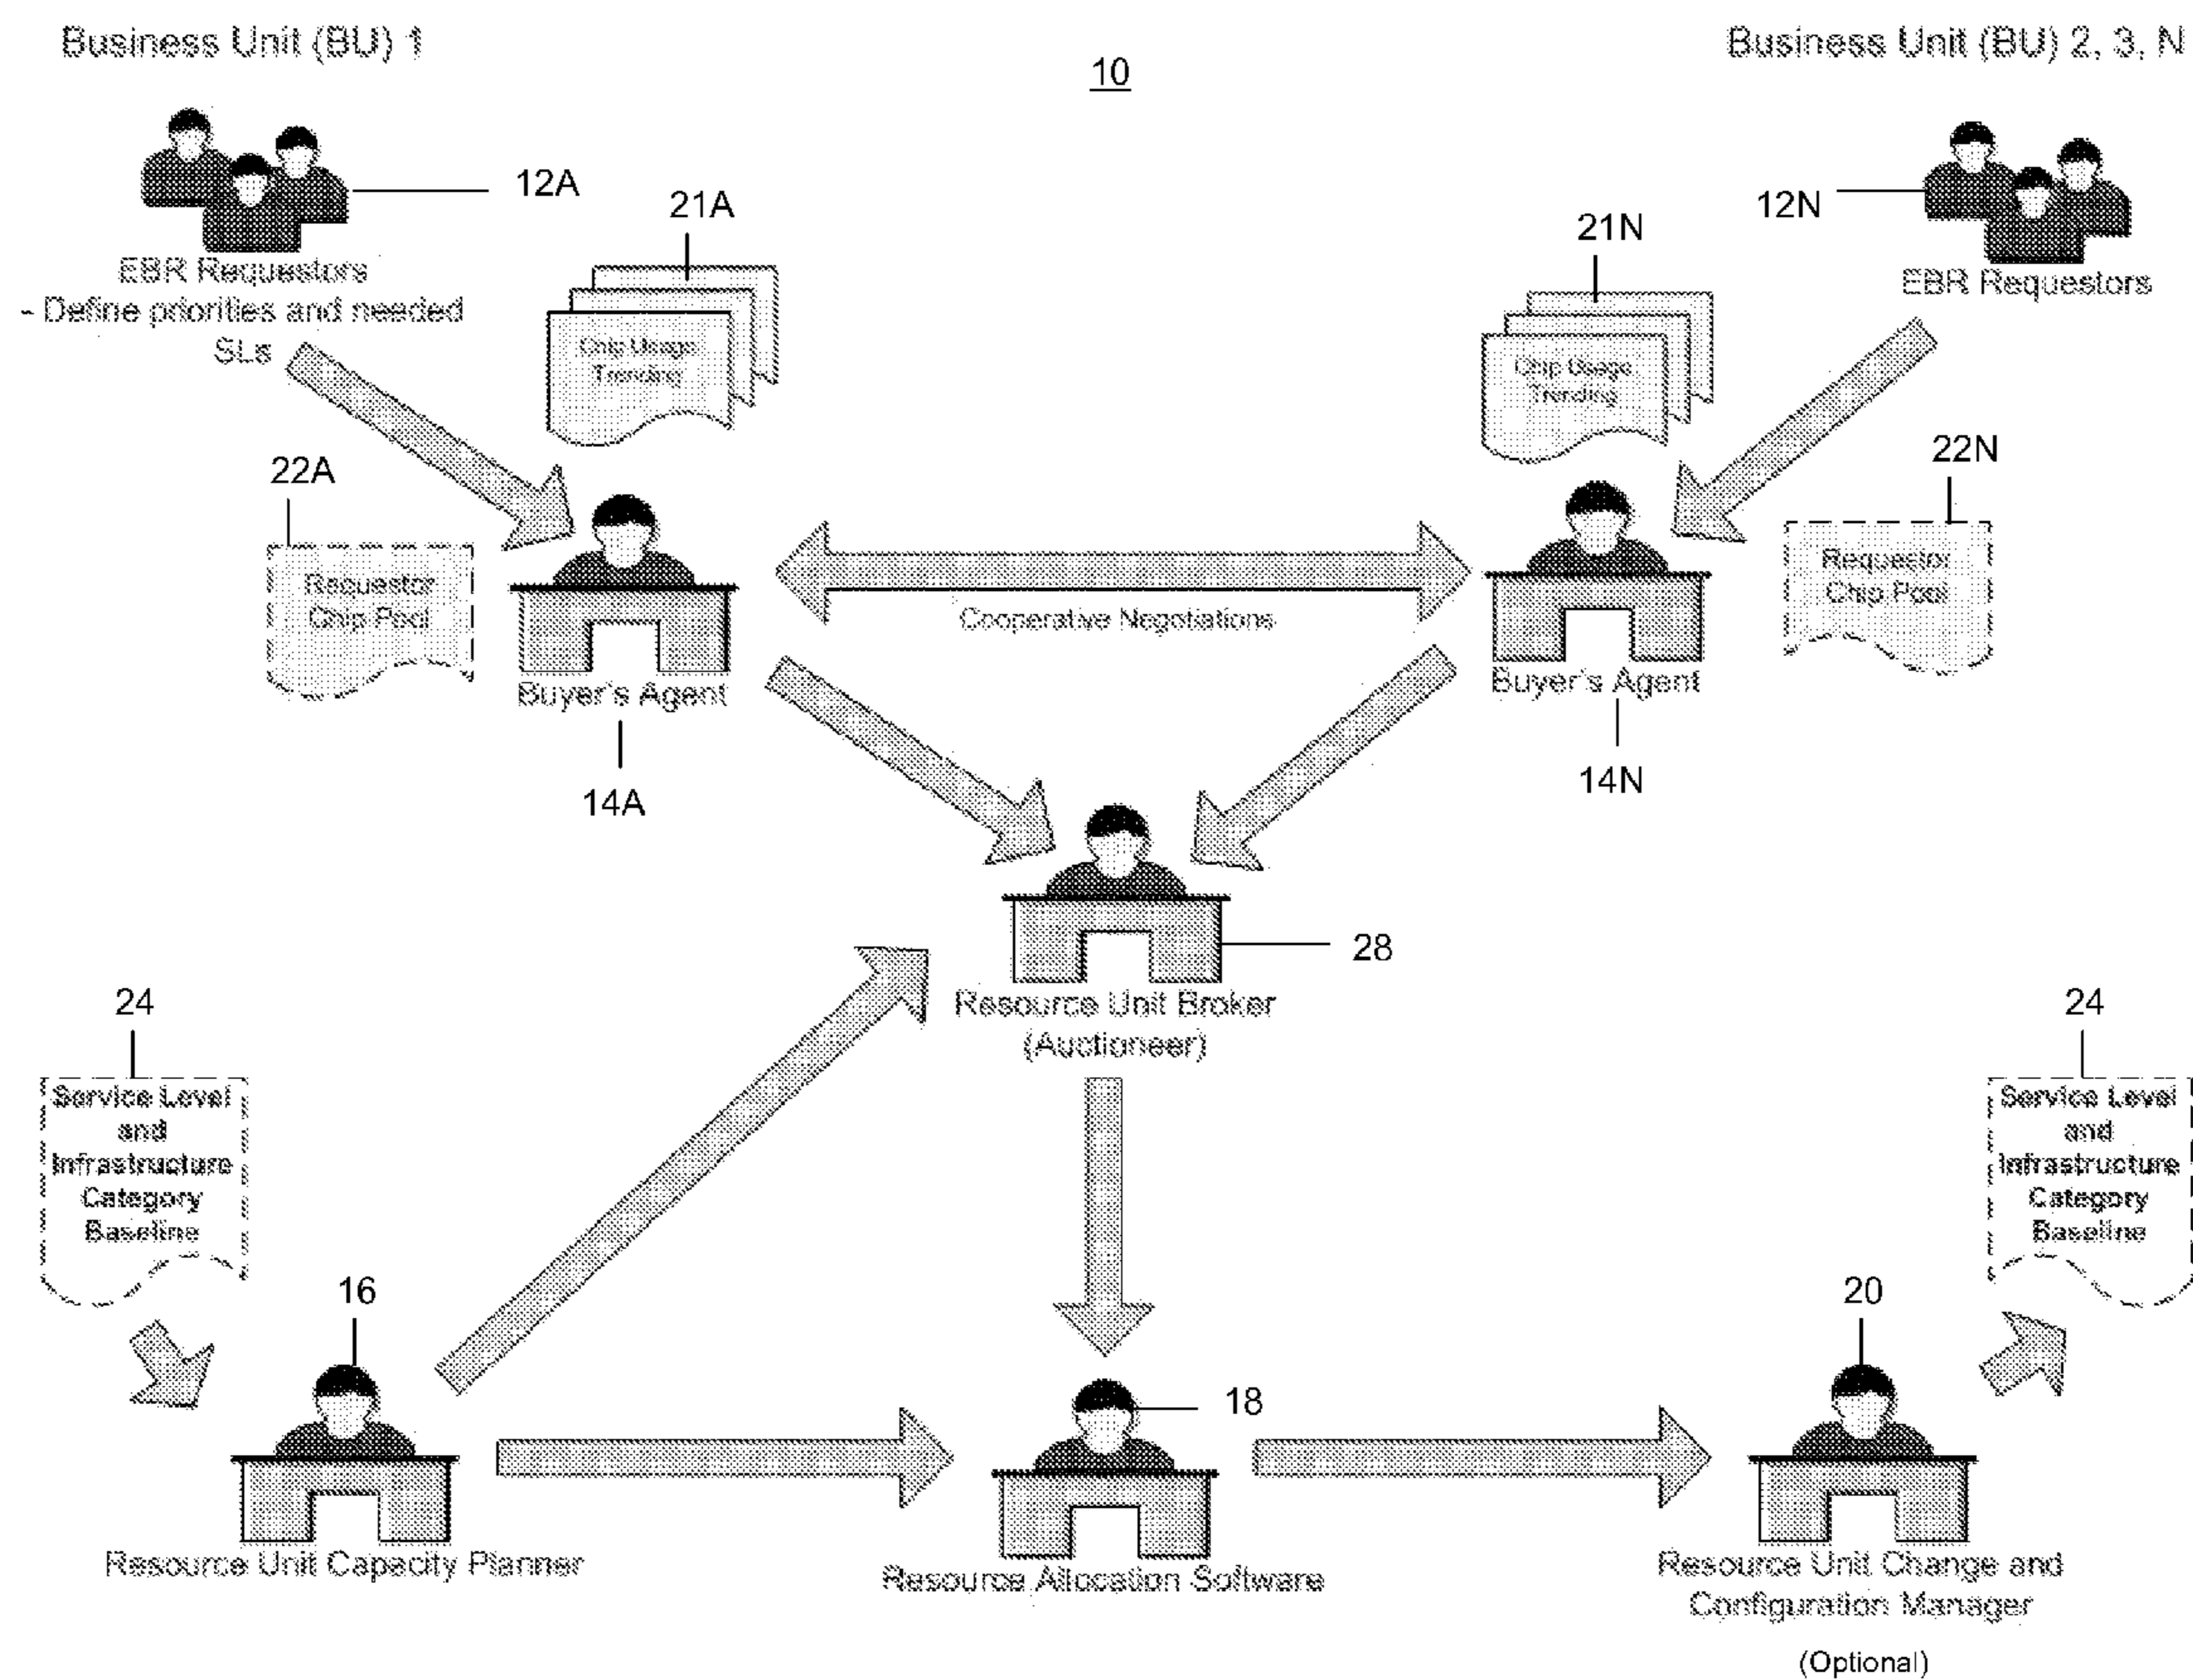 Business Unit (BU) 1
Business Unit (BU) 2, 3, N
10
12A
12N
EBR Requestors
- Define priorities and needed
SLs
EBR Requestors
21A
21N
Chip Usage
Trending
Chip Usage
Trending
22A
22N
Requestor
Chip Pool
Requestor
Chip Pool
Cooperative Negotiations
Buyer's Agent
Buyer's Agent
14A
14N
28
Resource Unit Broker
(Auctioneer)
24
24
Service Level
and
Infrastructure
Category
Baseline
Service Level
and
Infrastructure
Category
Baseline
16
18
20
Resource Unit Capacity Planner
Resource Allocation Software
Resource Unit Change and
Configuration Manager
(Optional)